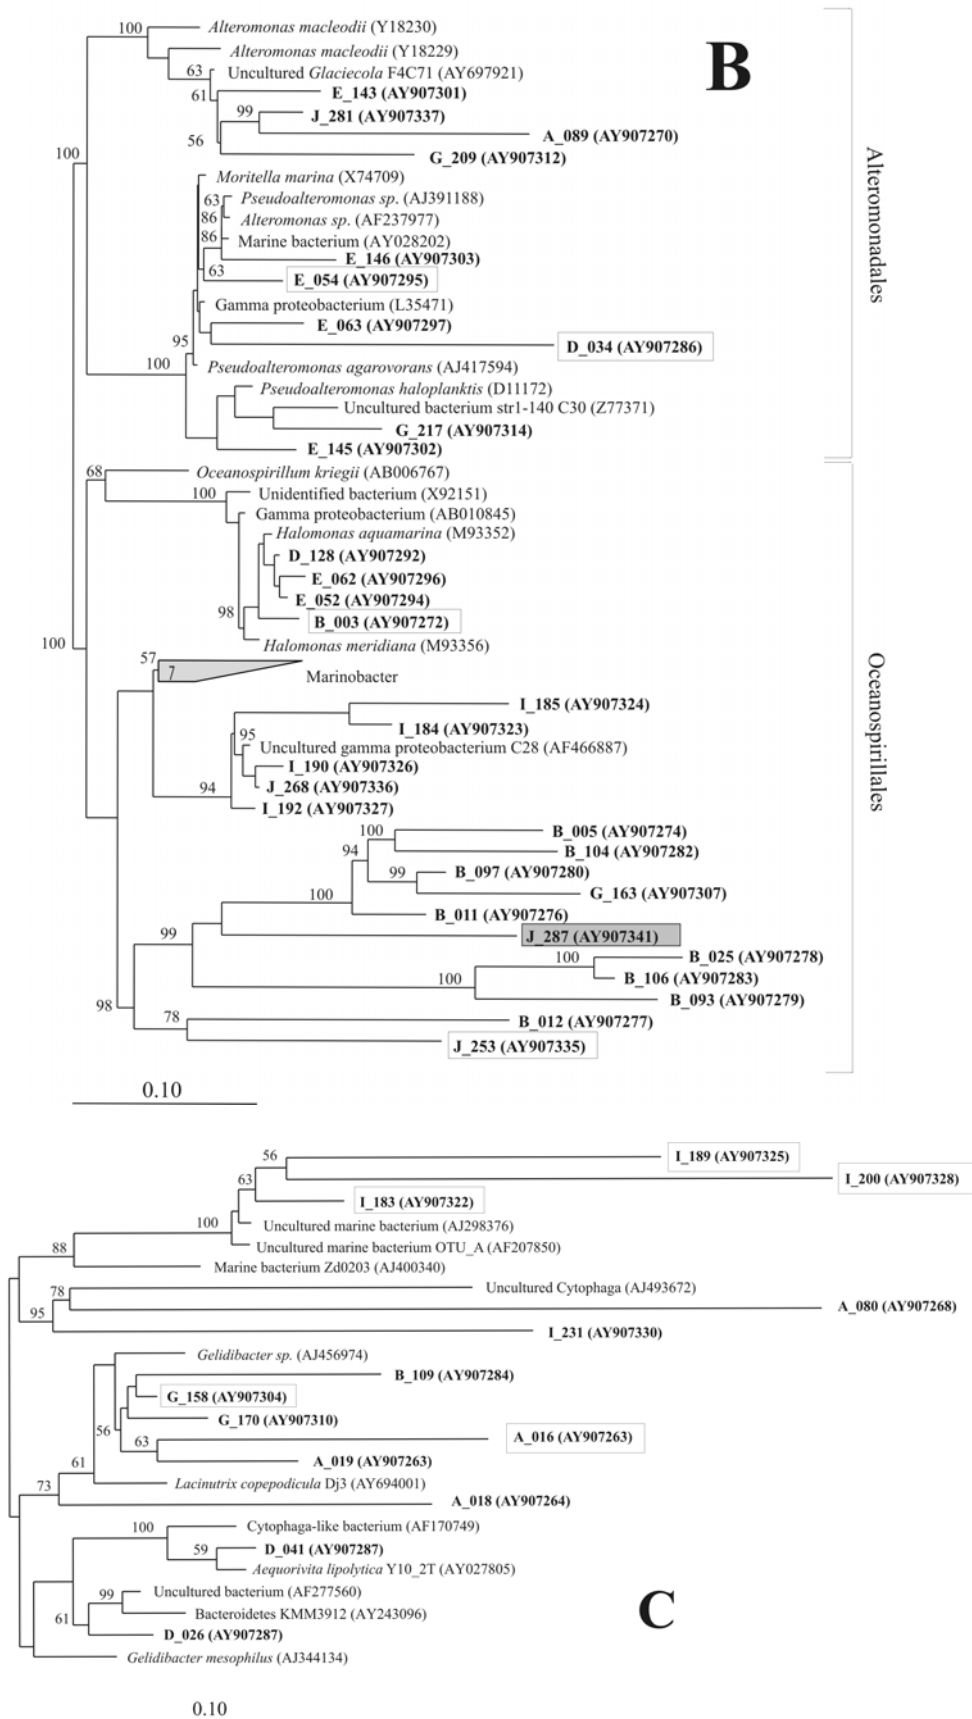 100
Alteromonas macleodii (Y18230)
Alteromonas macleodii (Y18229)
B
63
Uncultured Glaciecola F4C71 (AY697921)
61
E_143 (AY907301)
99
J_281 (AY907337)
A_089 (AY907270)
56
G_209 (AY907312)
100
Moritella marina (X74709)
63
Pseudoalteromonas sp. (AJ391188)
86
Alteromonas sp. (AF237977)
86
Marine bacterium (AY028202)
E_146 (AY907303)
63
E_054 (AY907295)
Gamma proteobacterium (L35471)
E_063 (AY907297)
95
D_034 (AY907286)
100
Pseudoalteromonas agarovorans (AJ417594)
Pseudoalteromonas haloplanktis (D11172)
Uncultured bacterium str1-140 C30 (Z77371)
G_217 (AY907314)
E_145 (AY907302)
Alteromonadales
68
Oceanospirillum kriegii (AB006767)
100
Unidentified bacterium (X92151)
Gamma proteobacterium (AB010845)
Halomonas aquamarina (M93352)
D_128 (AY907292)
E_062 (AY907296)
E_052 (AY907294)
98
B_003 (AY907272)
100
Halomonas meridiana (M93356)
57
7
Marinobacter
I_185 (AY907324)
I_184 (AY907323)
95
Uncultured gamma proteobacterium C28 (AF466887)
I_190 (AY907326)
94
J_268 (AY907336)
I_192 (AY907327)
100
B_005 (AY907274)
94
B_104 (AY907282)
99
B_097 (AY907280)
G_163 (AY907307)
100
B_011 (AY907276)
99
J_287 (AY907341)
100
B_025 (AY907278)
100
B_106 (AY907283)
B_093 (AY907279)
98
78
B_012 (AY907277)
J_253 (AY907335)
Oceanospirillales
0.10
56
I_189 (AY907325)
63
I_200 (AY907328)
I_183 (AY907322)
100
Uncultured marine bacterium (AJ298376)
88
Uncultured marine bacterium OTU_A (AF207850)
Marine bacterium Zd0203 (AJ400340)
78
Uncultured Cytophaga (AJ493672)
95
A_080 (AY907268)
I_231 (AY907330)
Gelidibacter sp. (AJ456974)
B_109 (AY907284)
G_158 (AY907304)
56
G_170 (AY907310)
63
A_016 (AY907263)
61
A_019 (AY907263)
73
Lacinutrix copepodicula Dj3 (AY694001)
A_018 (AY907264)
100
Cytophaga-like bacterium (AF170749)
59
D_041 (AY907287)
Aequorivita lipolytica Y10_2T (AY027805)
99
Uncultured bacterium (AF277560)
61
Bacteroidetes KMM3912 (AY243096)
D_026 (AY907287)
Gelidibacter mesophilus (AJ344134)
C
0.10